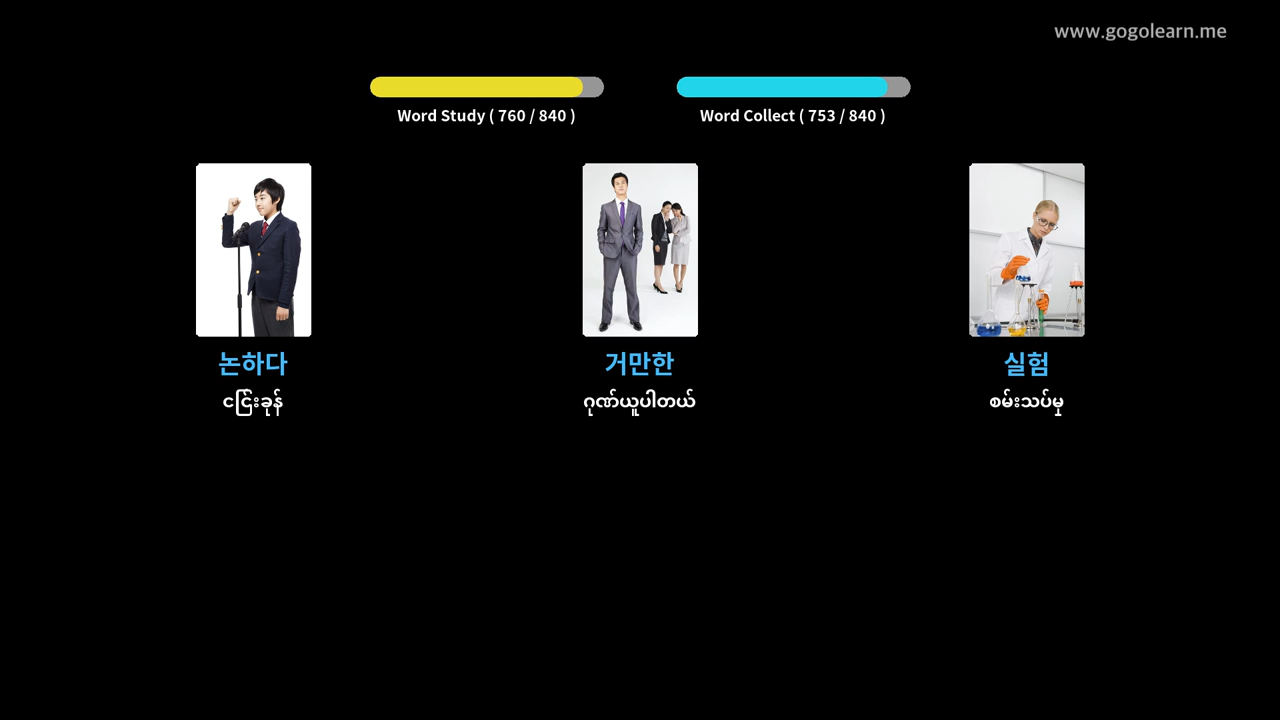 www.gogolearn.me
Word Study ( 760 / 840 )
Word Collect ( 753 / 840 )
논하다
거만한
실험
ငြင်းခုန်
ဂုဏ်ယူပါတယ်
စမ်းသပ်မှု